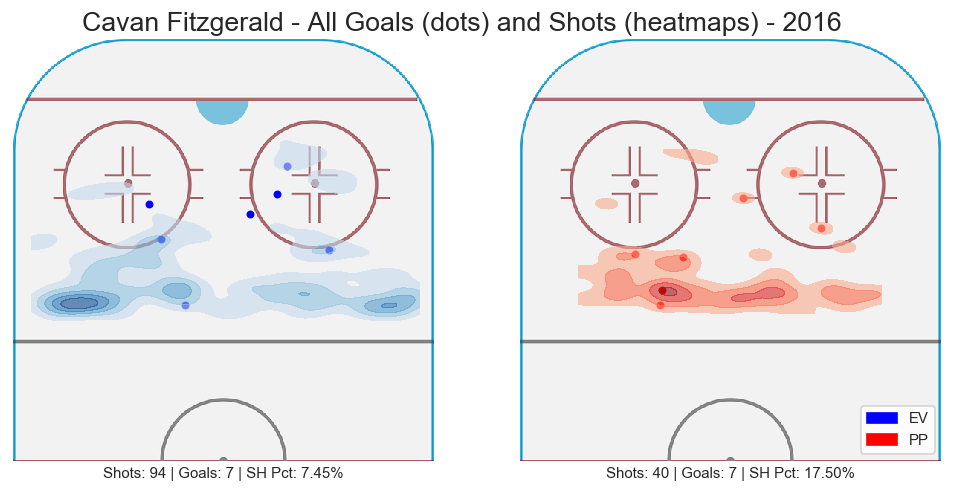 Cavan Fitzgerald - All Goals (dots) and Shots (heatmaps) - 2016
EV
PP
Shots: 94 | Goals: 7 | SH Pct: 7.45%
Shots: 40 | Goals: 7 | SH Pct: 17.50%